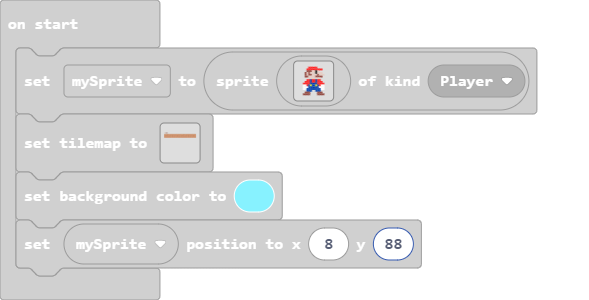 on start
set mySprite to sprite of kind Player
set tilemap to
set background color to
set mySprite position to x 8 y 88